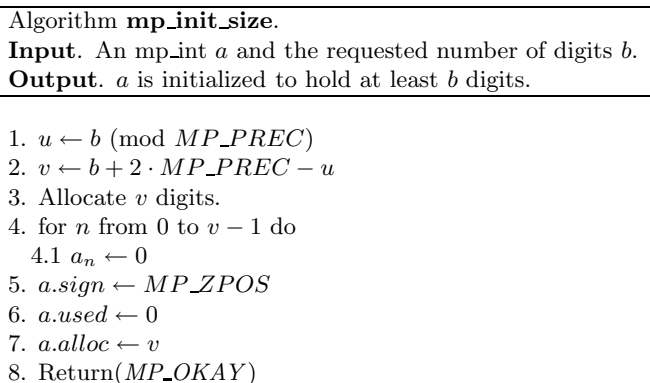 Algorithm mp_init_size.
Input. An mp_int a and the requested number of digits b.
Output. a is initialized to hold at least b digits.
1. u ← b (mod MP_PREC)
2. v ← b + 2 · MP_PREC − u
3. Allocate v digits.
4. for n from 0 to v − 1 do
4.1 aₙ ← 0
5. a.sign ← MP_ZPOS
6. a.used ← 0
7. a.alloc ← v
8. Return(MP_OKAY)